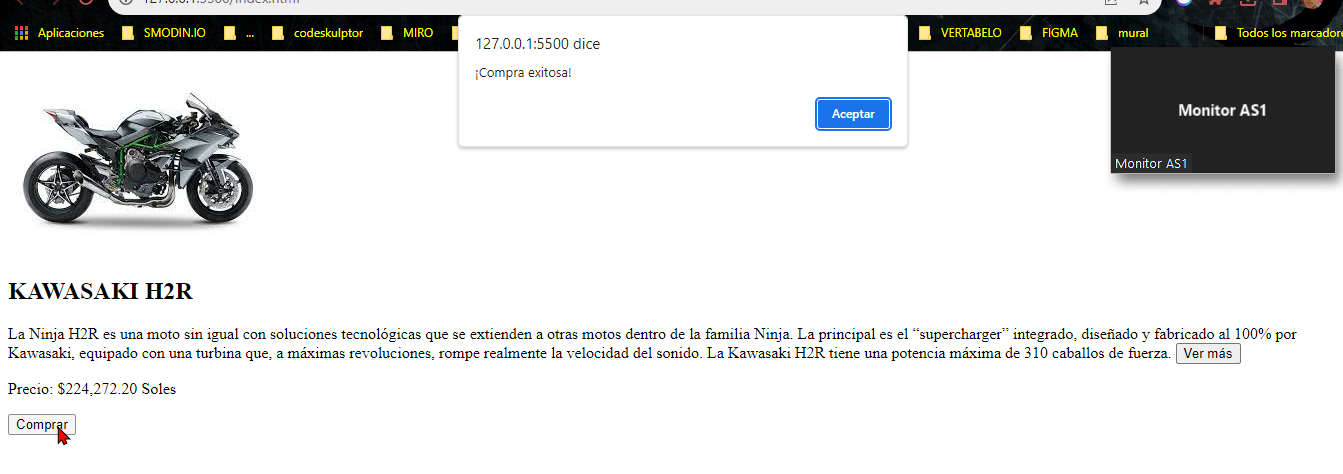 127.0.0.1:5500/index.html
Aplicaciones SMODIN.IO ... codeskulptor MIRO VERTABELO FIGMA mural Todos los marcadore
127.0.0.1:5500 dice
¡Compra exitosa!
Aceptar
Monitor AS1
Monitor AS1
KAWASAKI H2R
La Ninja H2R es una moto sin igual con soluciones tecnológicas que se extienden a otras motos dentro de la familia Ninja. La principal es el “supercharger” integrado, diseñado y fabricado al 100% por
Kawasaki, equipado con una turbina que, a máximas revoluciones, rompe realmente la velocidad del sonido. La Kawasaki H2R tiene una potencia máxima de 310 caballos de fuerza. Ver más
Precio: $224,272.20 Soles
Comprar